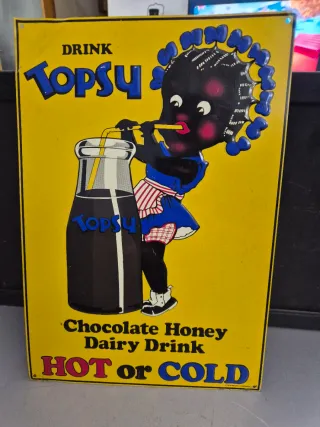 DRINK
TOPSY
TOPSY
Chocolate Honey
Dairy Drink
HOT or COLD